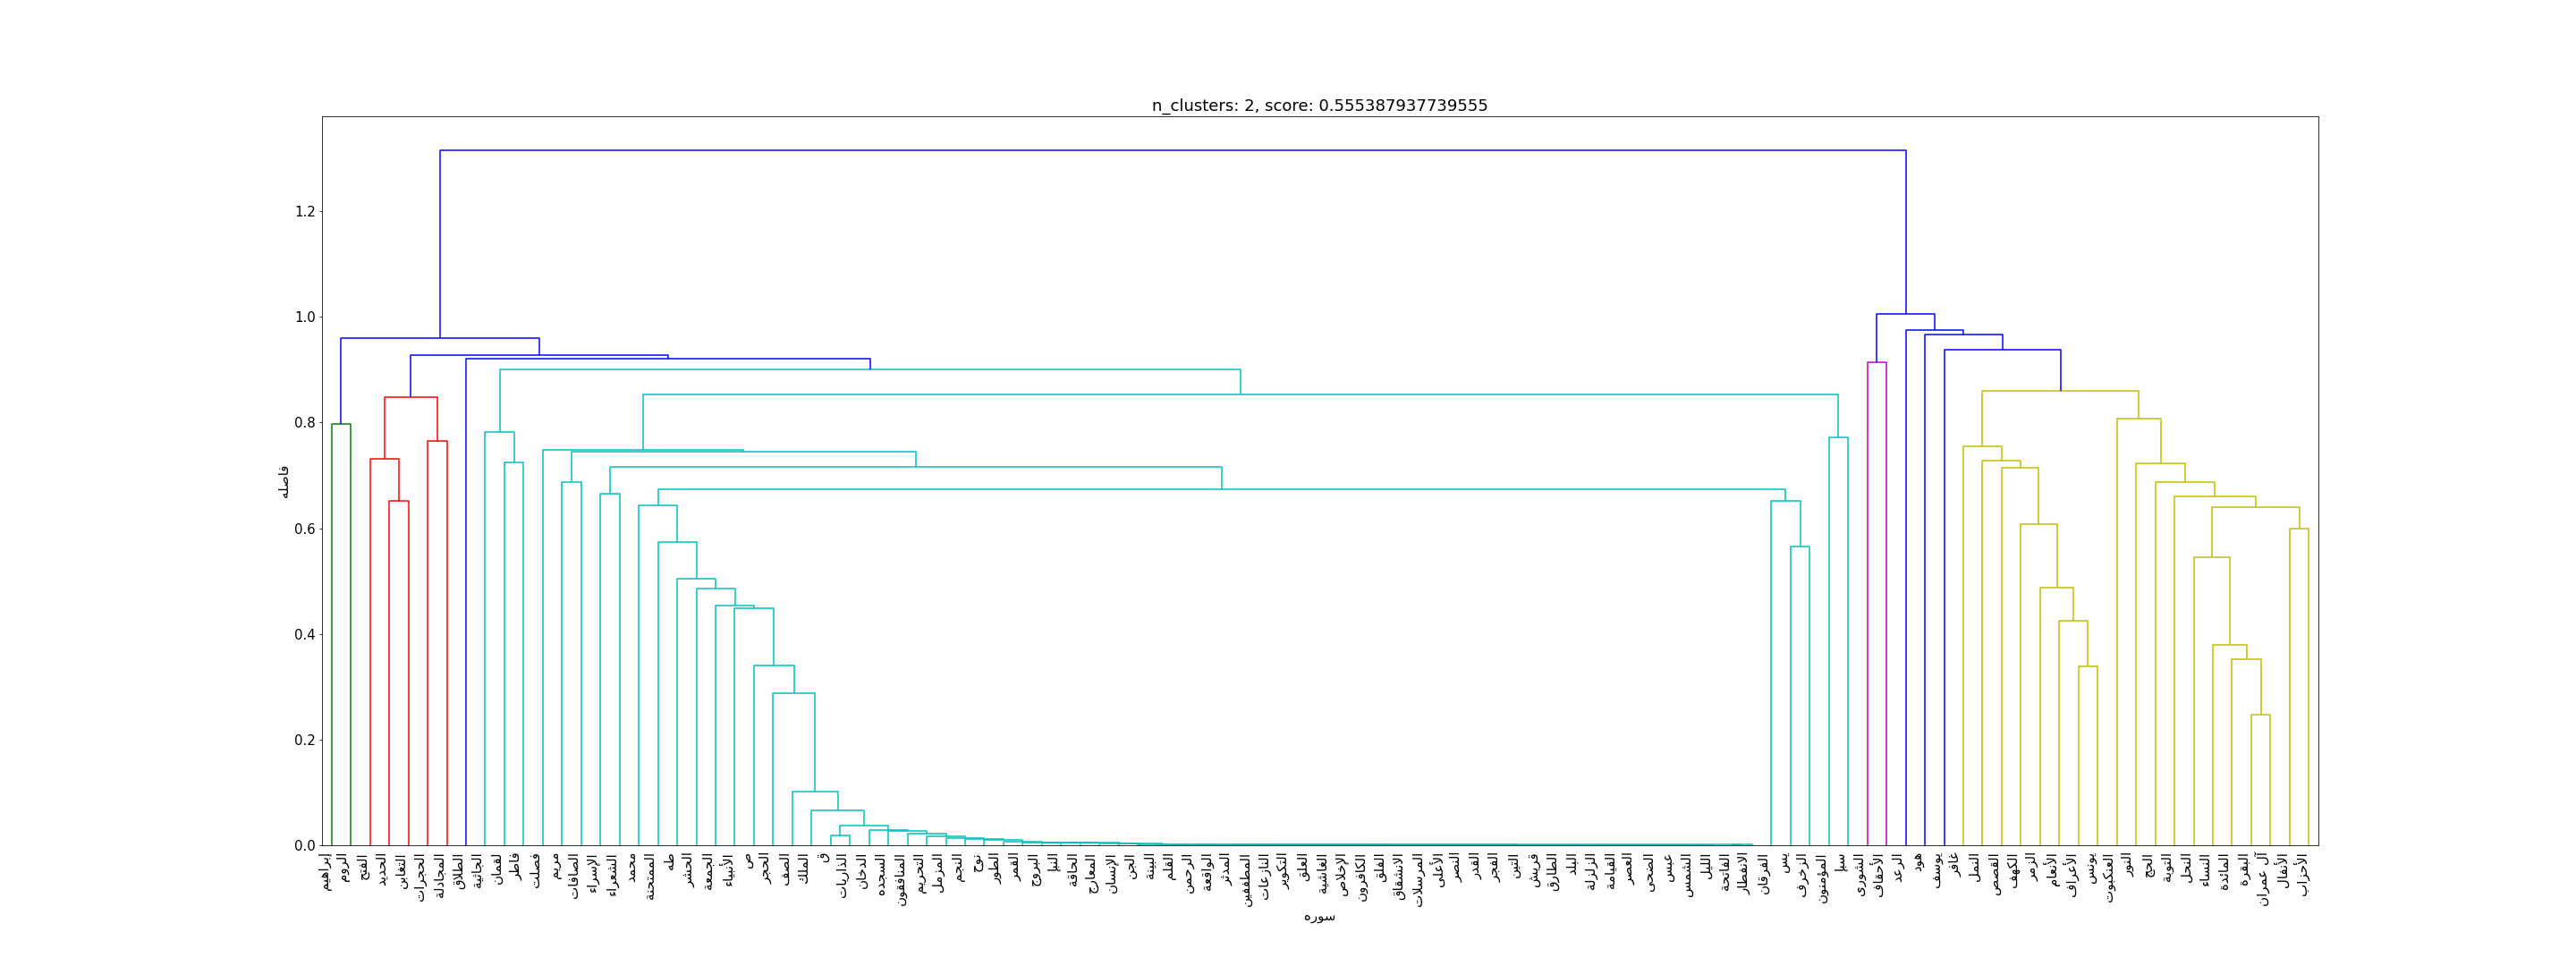 n_clusters: 2, score: 0.555387937739555
1.2
1.0
0.8
0.6
0.4
0.2
0.0
فاصله
إبراهيم
الروم
الفتح
الحديد
التغابن
الحجرات
المجادلة
الطلاق
الجاثية
لقمان
فاطر
فصلت
مريم
الصافات
الإسراء
الشعراء
محمد
الممتحنة
طه
الحشر
الجمعة
الأنبياء
ص
الحجر
الصف
الملك
ق
الذاريات
الدخان
السجده
المنافقون
التحريم
المزمل
النجم
نوح
الطور
القمر
البروج
النبإ
الحاقة
المعارج
الإنسان
الجن
البينة
القلم
الرحمن
الواقعة
المدثر
المطففين
النازعات
التكوير
العلق
الغاشية
الإخلاص
الكافرون
الفلق
الانشقاق
المرسلات
الأعلى
النصر
القدر
الفجر
التين
قريش
الطارق
البلد
الزلزلة
القيامة
العصر
الضحى
عبس
الشمس
الليل
الفاتحة
الانفطار
الفرقان
يس
الزخرف
المؤمنون
سبإ
الشورى
الأحقاف
الرعد
هود
يوسف
غافر
النمل
القصص
الكهف
الزمر
الأنعام
الأعراف
يونس
العنكبوت
النور
الحج
التوبة
النحل
النساء
المائدة
البقرة
آل عمران
الأنفال
الأحزاب
سوره